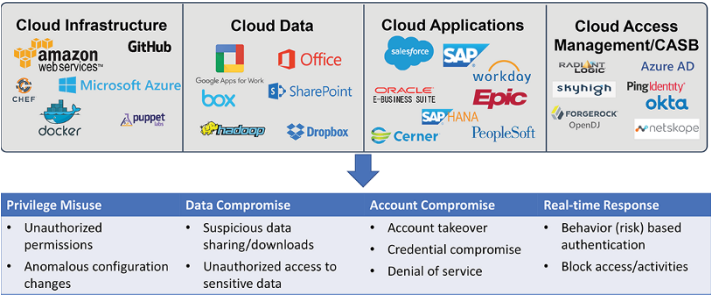 Cloud Infrastructure
amazon
web services™
GitHub
CHEF
Microsoft Azure
docker
puppet
labs
Cloud Data
Google Apps for Work
Office
box
SharePoint
hadoop
Dropbox
Cloud Applications
salesforce
SAP
workday
ORACLE
E-BUSINESS SUITE
Epic
SAP HANA
Cerner
PeopleSoft
Cloud Access
Management/CASB
RADIANT
LOGIC
Azure AD
skyhigh
PingIdentity
okta
FORGEROCK
OpenDJ
netskope
Privilege Misuse
• Unauthorized
permissions
• Anomalous configuration
changes
Data Compromise
• Suspicious data
sharing/downloads
• Unauthorized access to
sensitive data
Account Compromise
• Account takeover
• Credential compromise
• Denial of service
Real-time Response
• Behavior (risk) based
authentication
• Block access/activities